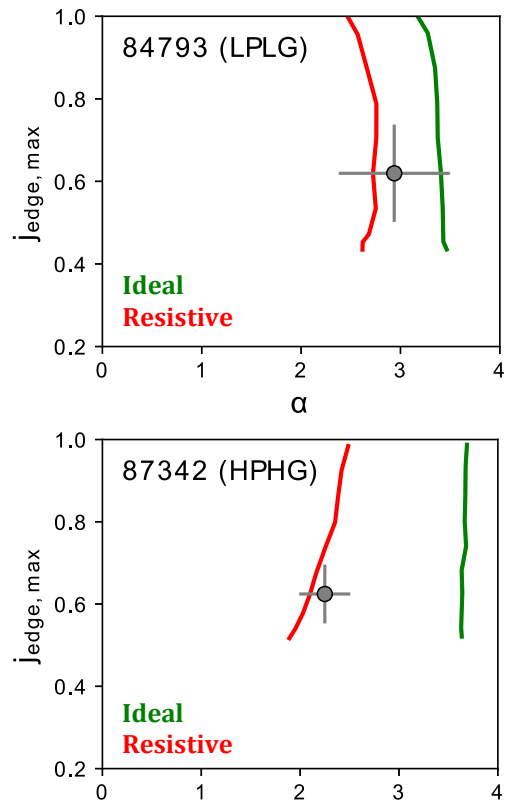 84793 (LPLG)
1.0
0.8
0.6
0.4
0.2
jedge, max
Ideal
Resistive
0 1 2 3 4
α
87342 (HPHG)
1.0
0.8
0.6
0.4
0.2
jedge, max
Ideal
Resistive
0 1 2 3 4